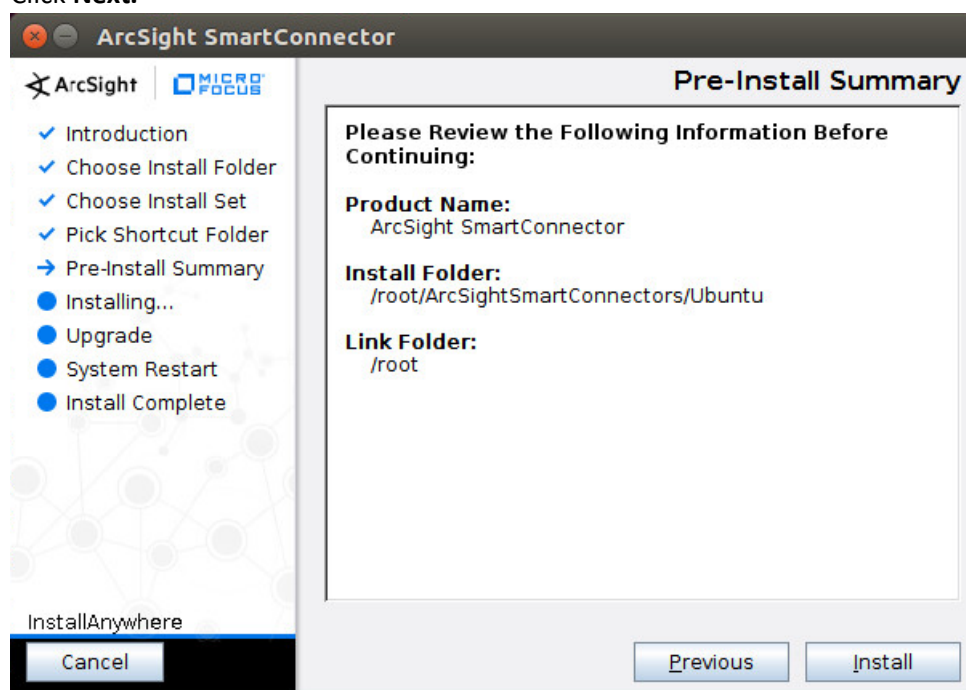 Click Next.
ArcSight SmartConnector
ArcSight
MICRO FOCUS
Pre-Install Summary
Introduction
Choose Install Folder
Choose Install Set
Pick Shortcut Folder
Pre-Install Summary
Installing...
Upgrade
System Restart
Install Complete
Please Review the Following Information Before
Continuing:
Product Name:
ArcSight SmartConnector
Install Folder:
/root/ArcSightSmartConnectors/Ubuntu
Link Folder:
/root
InstallAnywhere
Cancel
Previous
Install